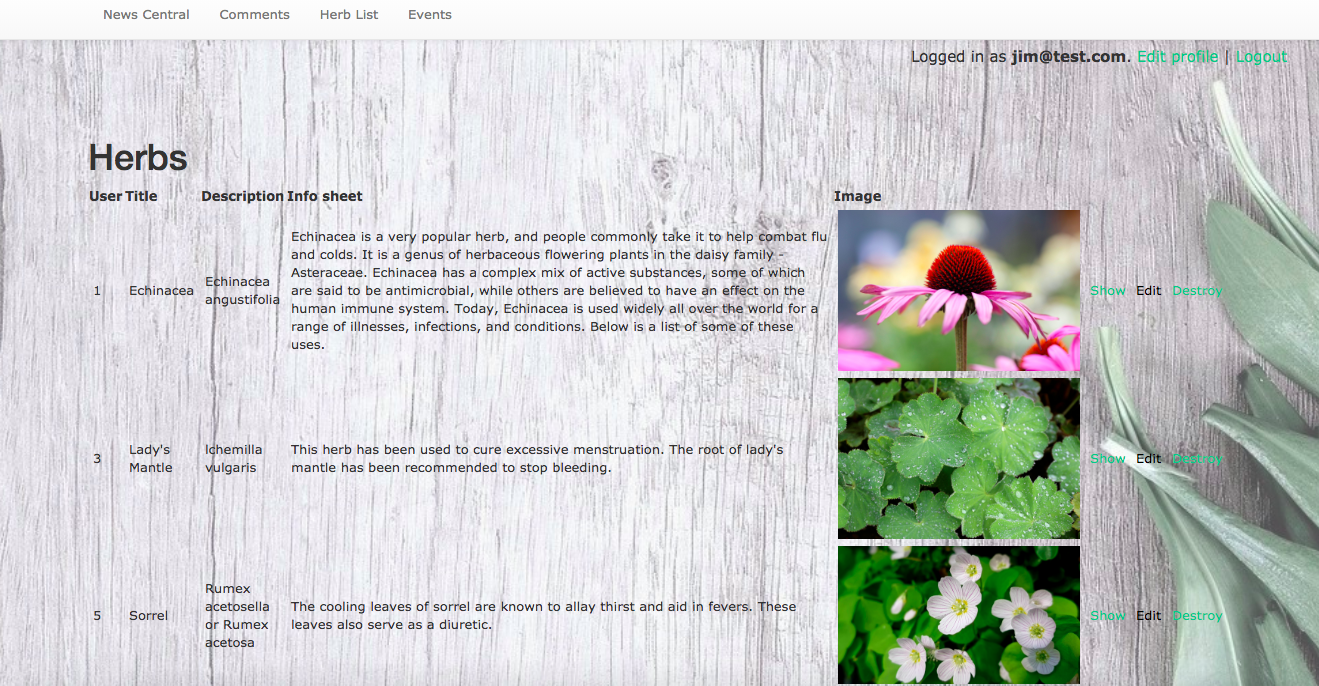 News Central Comments Herb List Events
Logged in as jim@test.com. Edit profile | Logout
Herbs
User Title Description Info sheet Image
1
Echinacea
Echinacea
angustifolia
Echinacea is a very popular herb, and people commonly take it to help combat flu
and colds. It is a genus of herbaceous flowering plants in the daisy family -
Asteraceae. Echinacea has a complex mix of active substances, some of which
are said to be antimicrobial, while others are believed to have an effect on the
human immune system. Today, Echinacea is used widely all over the world for a
range of illnesses, infections, and conditions. Below is a list of some of these
uses.
Show Edit Destroy
3
Lady's
Mantle
lchemilla
vulgaris
This herb has been used to cure excessive menstruation. The root of lady's
mantle has been recommended to stop bleeding.
Show Edit Destroy
5
Sorrel
Rumex
acetosella
or Rumex
acetosa
The cooling leaves of sorrel are known to allay thirst and aid in fevers. These
leaves also serve as a diuretic.
Show Edit Destroy